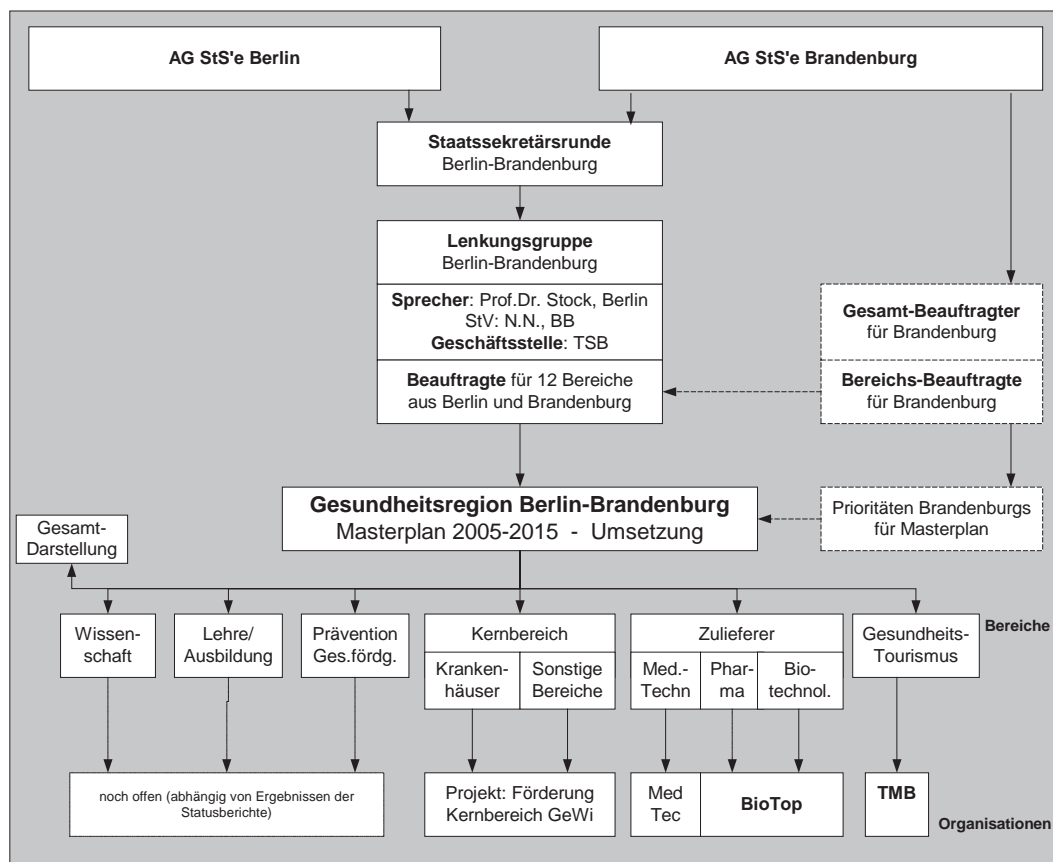 AG StS'e Berlin
AG StS'e Brandenburg
Staatssekretärsrunde
Berlin-Brandenburg
Lenkungsgruppe
Berlin-Brandenburg
Sprecher: Prof.Dr. Stock, Berlin
StV: N.N., BB
Geschäftsstelle: TSB
Beauftragte für 12 Bereiche
aus Berlin und Brandenburg
Gesamt-Beauftragter
für Brandenburg
Bereichs-Beauftragte
für Brandenburg
Gesundheitsregion Berlin-Brandenburg
Masterplan 2005-2015 - Umsetzung
Prioritäten Brandenburgs
für Masterplan
Gesamt-
Darstellung
Wissen-
schaft
Lehre/
Ausbildung
Prävention
Ges.fördg.
Kernbereich
Kranken-
häuser
Sonstige
Bereiche
Zulieferer
Med.-
Techn
Phar-
ma
Bio-
technol.
Gesundheits-
Tourismus
Bereiche
noch offen (abhängig von Ergebnissen der
Statusberichte)
Projekt: Förderung
Kernbereich GeWi
Med
Tec
BioTop
TMB
Organisationen